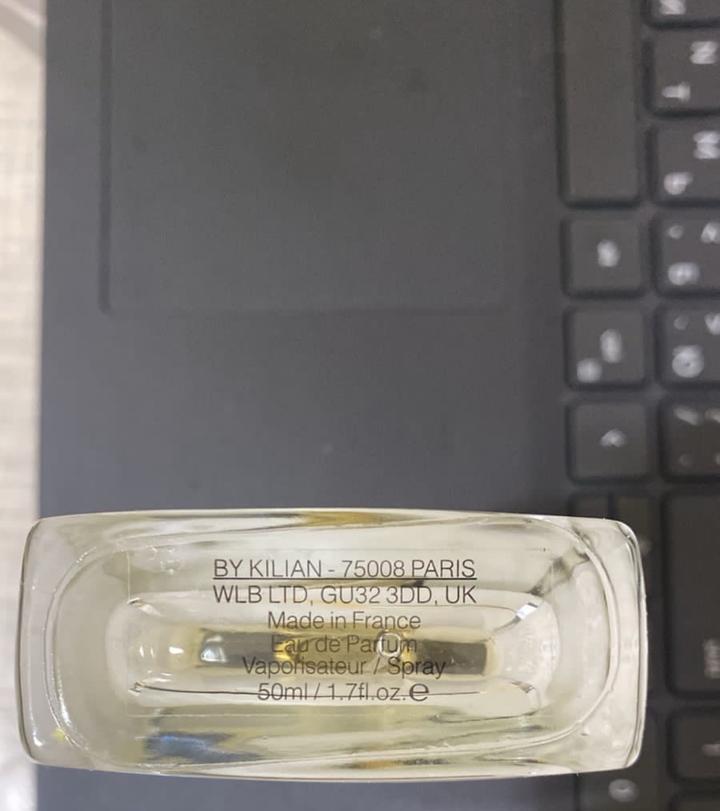 BY KILIAN - 75008 PARIS
WLB LTD, GU32 3DD, UK
Made in France
Eau de Parfum
Vaporisateur / Spray
50ml / 1.7fl.oz.℮